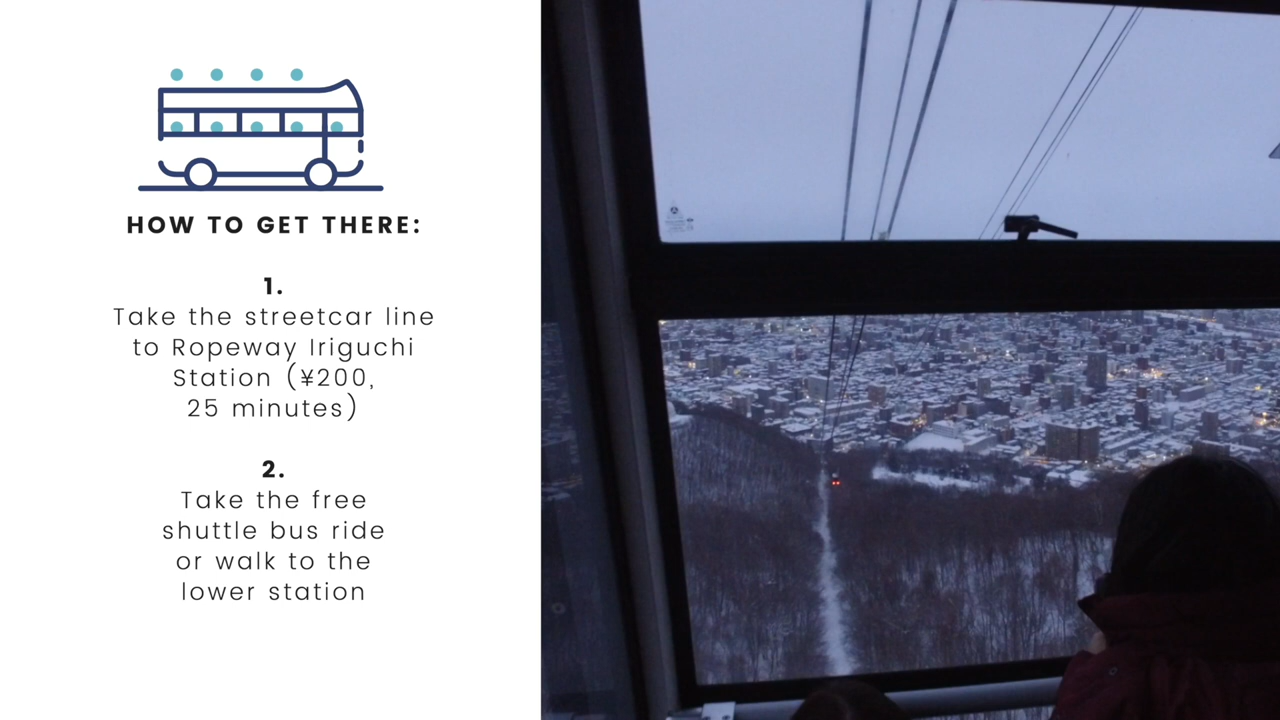 HOW TO GET THERE:
1.
Take the streetcar line
to Ropeway Iriguchi
Station (¥200,
25 minutes)
2.
Take the free
shuttle bus ride
or walk to the
lower station